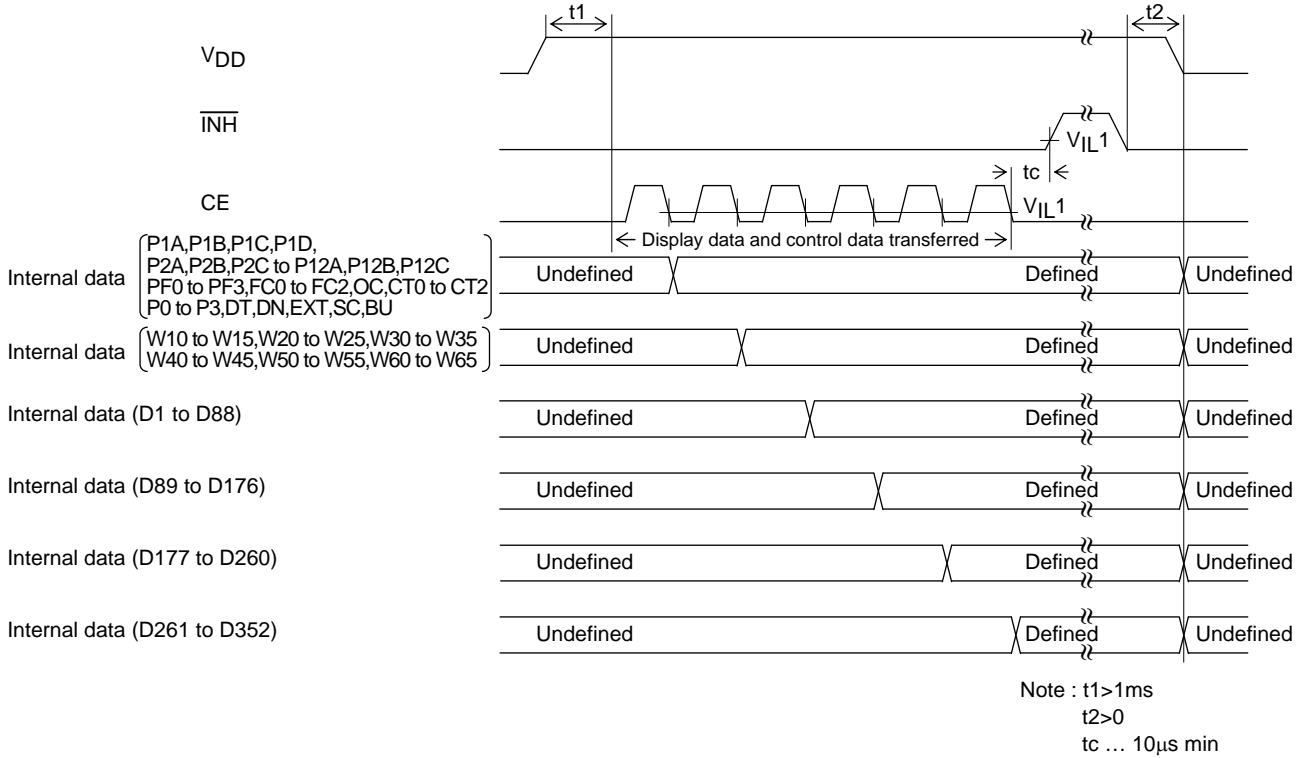 t1
t2
VDD
INH
VIL1
tc
CE
VIL1
Display data and control data transferred
Internal data
P1A,P1B,P1C,P1D,
P2A,P2B,P2C to P12A,P12B,P12C
PF0 to PF3,FC0 to FC2,OC,CT0 to CT2
P0 to P3,DT,DN,EXT,SC,BU
Undefined
Defined
Undefined
Internal data
W10 to W15,W20 to W25,W30 to W35
W40 to W45,W50 to W55,W60 to W65
Undefined
Defined
Undefined
Internal data (D1 to D88)
Undefined
Defined
Undefined
Internal data (D89 to D176)
Undefined
Defined
Undefined
Internal data (D177 to D260)
Undefined
Defined
Undefined
Internal data (D261 to D352)
Undefined
Defined
Undefined
Note : t1>1ms
t2>0
tc … 10μs min